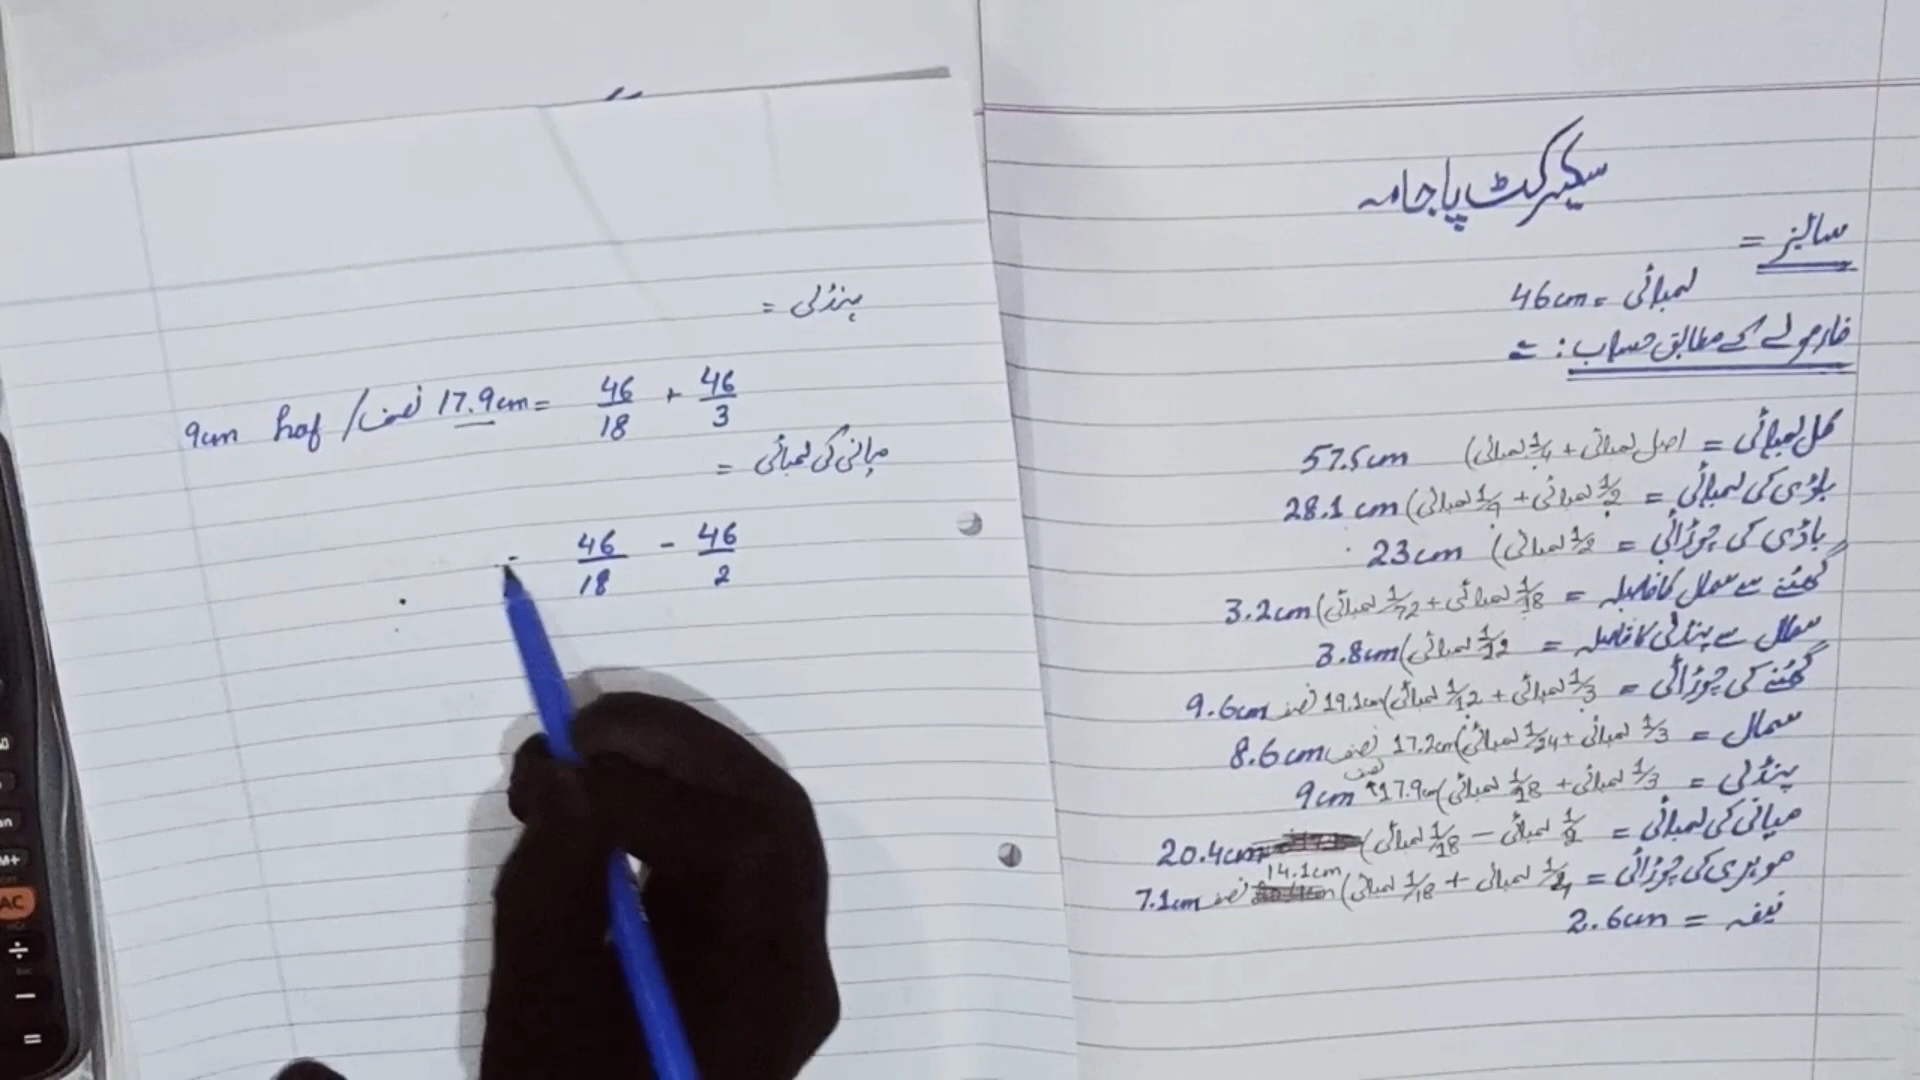 سیکرکٹ پاجامہ
سائز =
لمبائی = 46cm
فارمولے کے مطابق حساب : =
کل لمبائی = (اصل لمبائی + 1/4 لمبائی) 57.5cm
باڈی کی لمبائی = 1/2 لمبائی + 1/9 لمبائی) 28.1 cm
باڈی کی چوڑائی = 1/2 لمبائی) 23cm
گھٹنے سے سمال کا فاصلہ = 1/18 لمبائی + 1/72 لمبائی) 3.2cm
سمال سے پنڈلی کا فاصلہ = 1/12 لمبائی) 3.8cm
گھٹنے کی چوڑائی = 1/3 لمبائی + 1/12 لمبائی) 19.1cm نصف 9.6cm
سمال = 1/3 لمبائی + 1/24 لمبائی) 17.2cm نصف 8.6cm
پنڈلی = 1/3 لمبائی + 1/18 لمبائی) 17.9cm نصف 9cm
میانی کی لمبائی = 1/2 لمبائی − 1/18 لمبائی) 20.4cm
موہری کی چوڑائی = 1/4 لمبائی + 1/18 لمبائی) 14.1cm نصف 7.1cm
نیفہ = 2.6cm
پنڈلی =
9cm haf / نصف 17.9cm = 46/18 + 46/3
میانی کی لمبائی =
= 46/18 - 46/2
AC
÷
−
=
M+